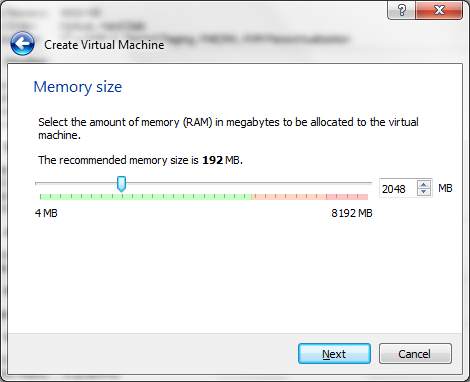 Create Virtual Machine
Memory size
Select the amount of memory (RAM) in megabytes to be allocated to the virtual
machine.
The recommended memory size is 192 MB.
2048 MB
4 MB 8192 MB
Next Cancel